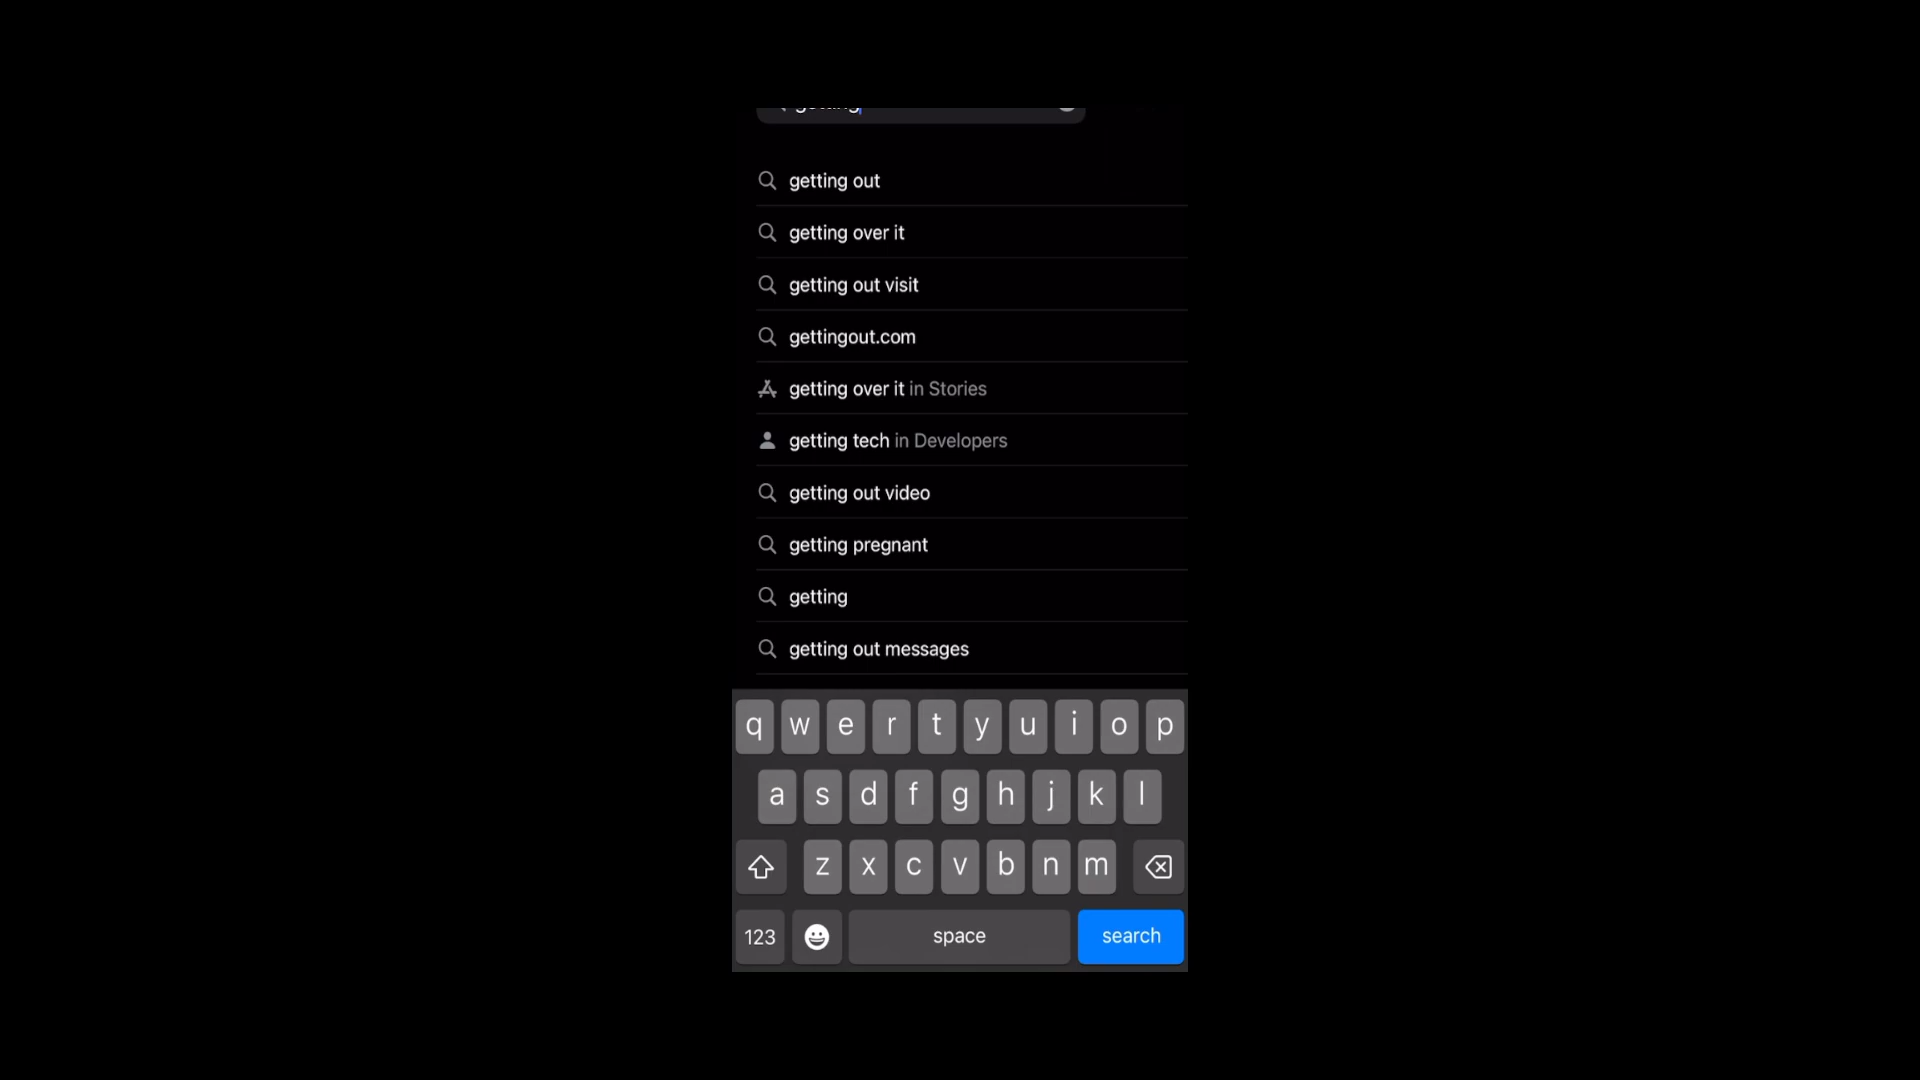 getting
getting out
getting over it
getting out visit
gettingout.com
getting over it in Stories
getting tech in Developers
getting out video
getting pregnant
getting
getting out messages
q w e r t y u i o p
a s d f g h j k l
z x c v b n m
123 space search